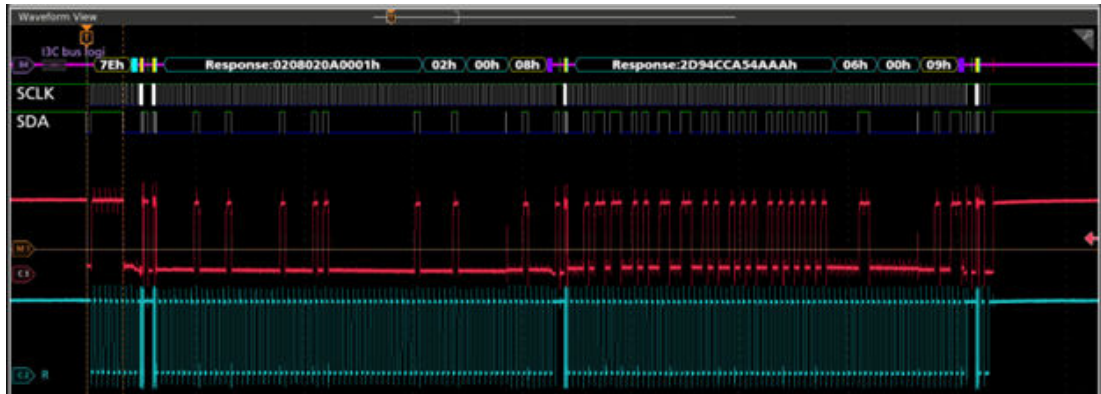 Waveform View
I3C bus logi
7Eh Response:0208020A0001h 02h 00h 08h Response:2D94CCA54AAAh 06h 00h 09h
SCLK
SDA
C3
C2 R